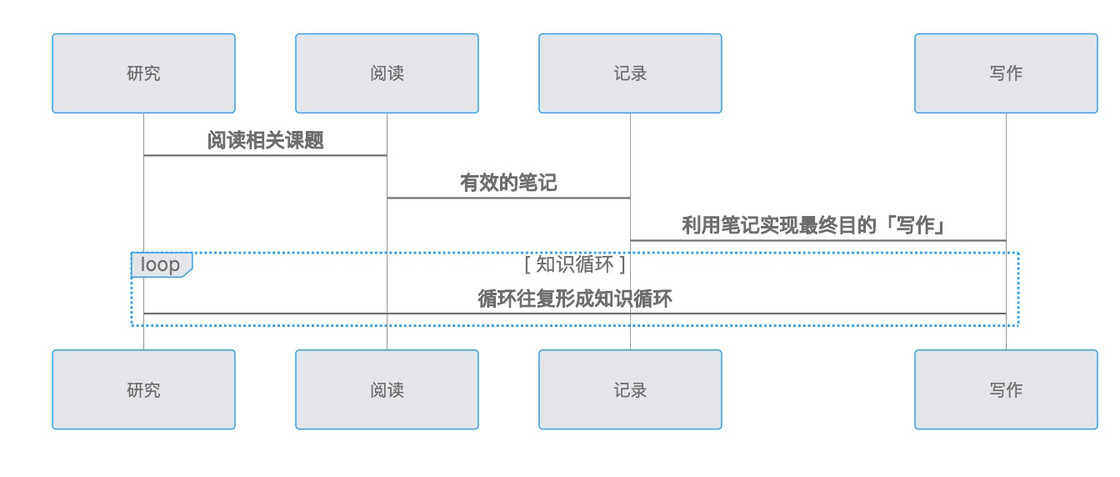 研究 阅读 记录 写作
阅读相关课题
有效的笔记
利用笔记实现最终目的「写作」
loop [ 知识循环 ]
循环往复形成知识循环
研究 阅读 记录 写作